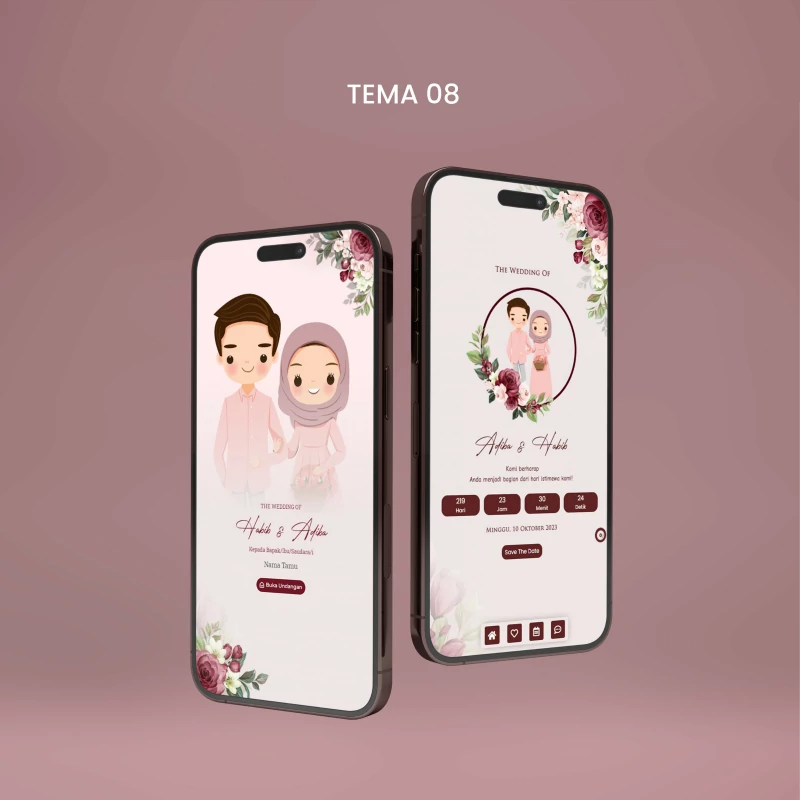 TEMA 08
THE WEDDING OF
Habib & Adiba
Kepada Bapak/Ibu/Saudara/i
Nama Tamu
Buka Undangan
THE WEDDING OF
Adiba & Habib
Kami berharap
Anda menjadi bagian dari hari istimewa kami!
219 23 30 24
Hari Jam Menit Detik
MINGGU, 10 OKTOBER 2023
Save The Date